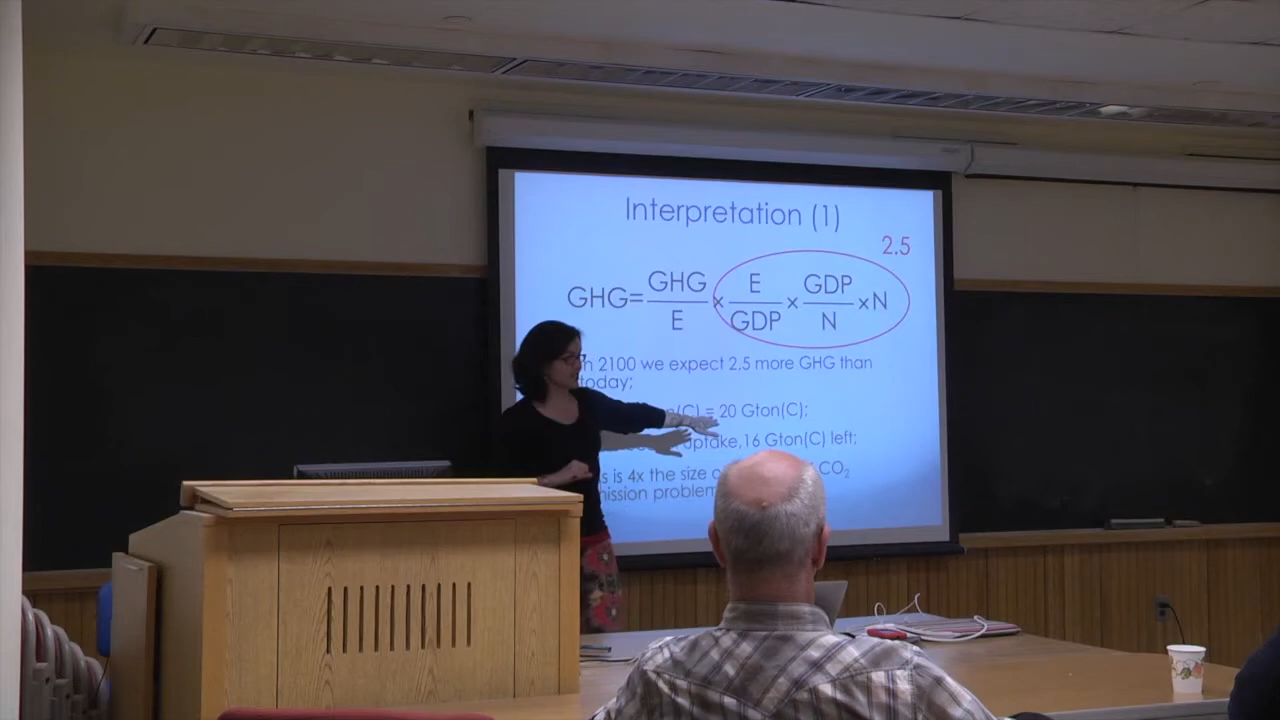 Interpretation (1)
2.5
GHG = GHG/E × E/GDP × GDP/N × N
2100 we expect 2.5 more GHG than
today;
(C) = 20 Gton(C);
uptake, 16 Gton(C) left;
is 4x the size CO₂
problem